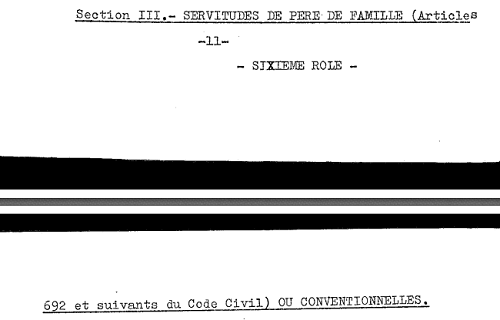 Section III.- SERVITUDES DE PERE DE FAMILLE (Articles
-11-
- SIXIEME ROLE -
692 et suivants du Code Civil) OU CONVENTIONNELLES.